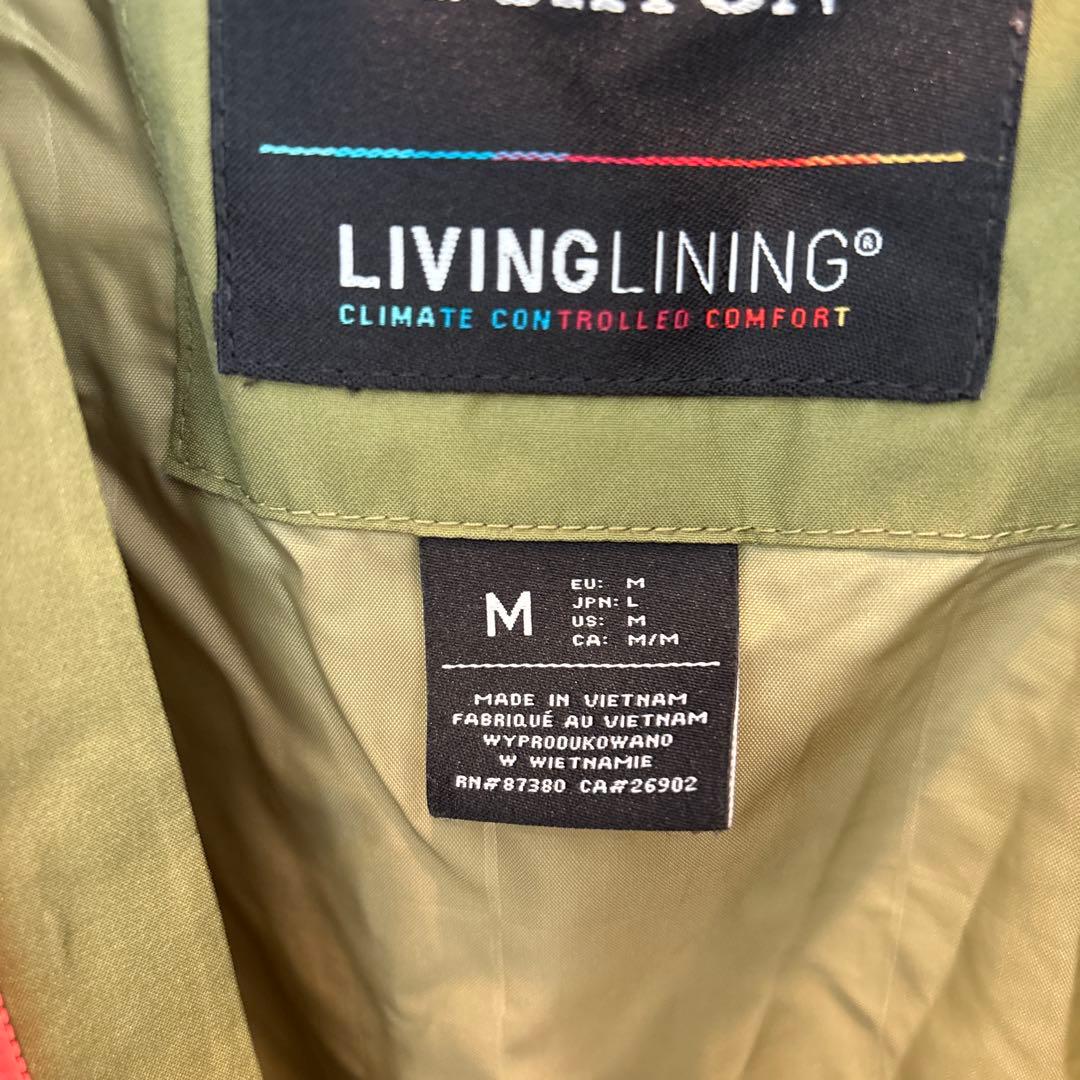 LIVINGLINING®
CLIMATE CONTROLLED COMFORT
M
EU: M
JPN: L
US: M
CA: M/M
MADE IN VIETNAM
FABRIQUÉ AU VIETNAM
WYPRODUKOWANO
W WIETNAMIE
RN#87380 CA#26902